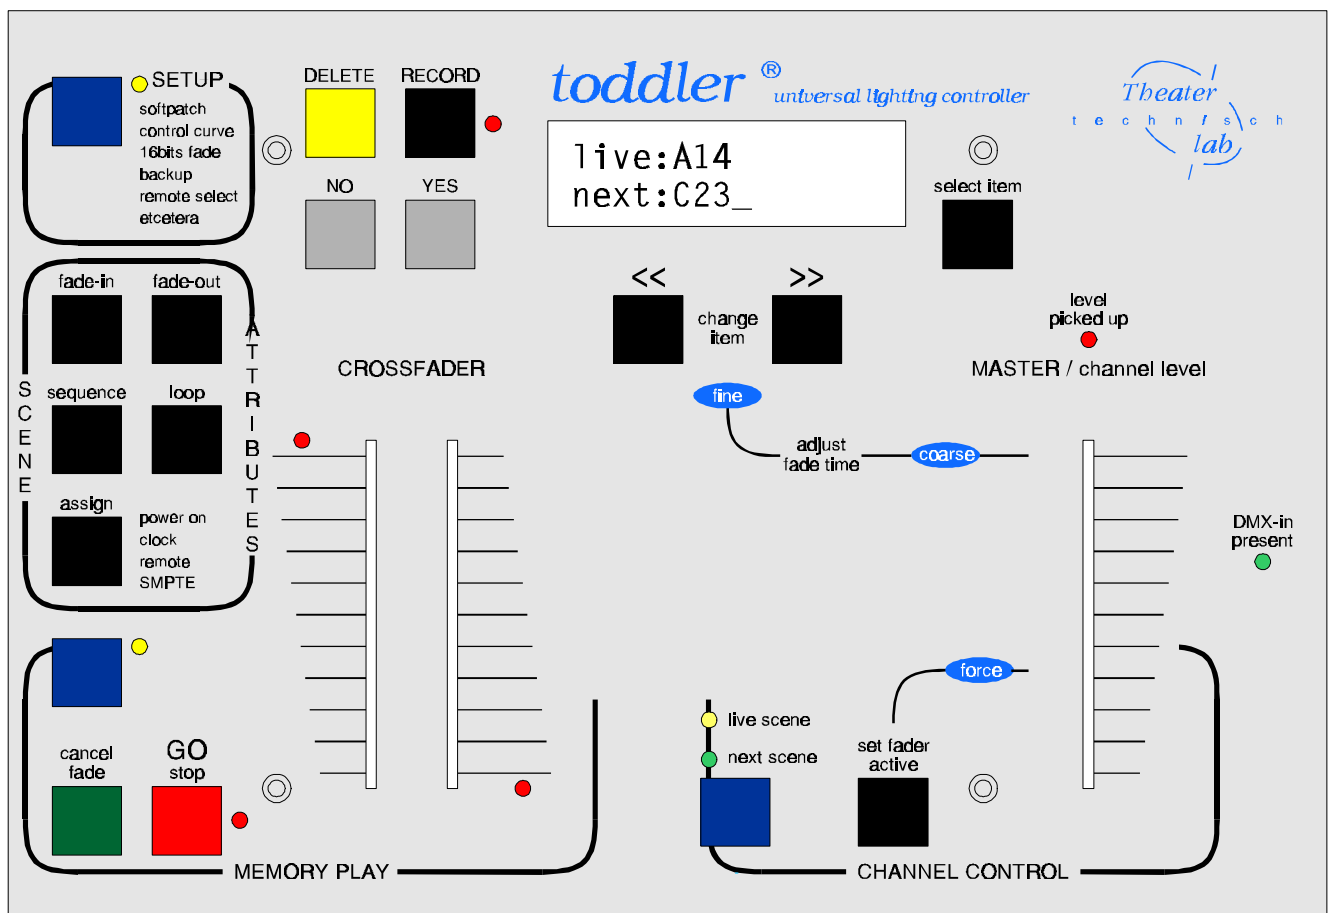 SETUP
softpatch
control curve
16bits fade
backup
remote select
etcetera
DELETE
RECORD
NO
YES
toddler ®
universal lighting controller
live:A14
next:C23_
select item
Theater
technisch
lab
fade-in
fade-out
sequence
loop
assign
power on
clock
remote
SMPTE
SCENE
ATTRIBUTES
<<
>>
change
item
level
picked up
CROSSFADER
MASTER / channel level
fine
adjust
fade time
coarse
DMX-in
present
force
live scene
next scene
set fader
active
cancel
fade
GO
stop
MEMORY PLAY
CHANNEL CONTROL